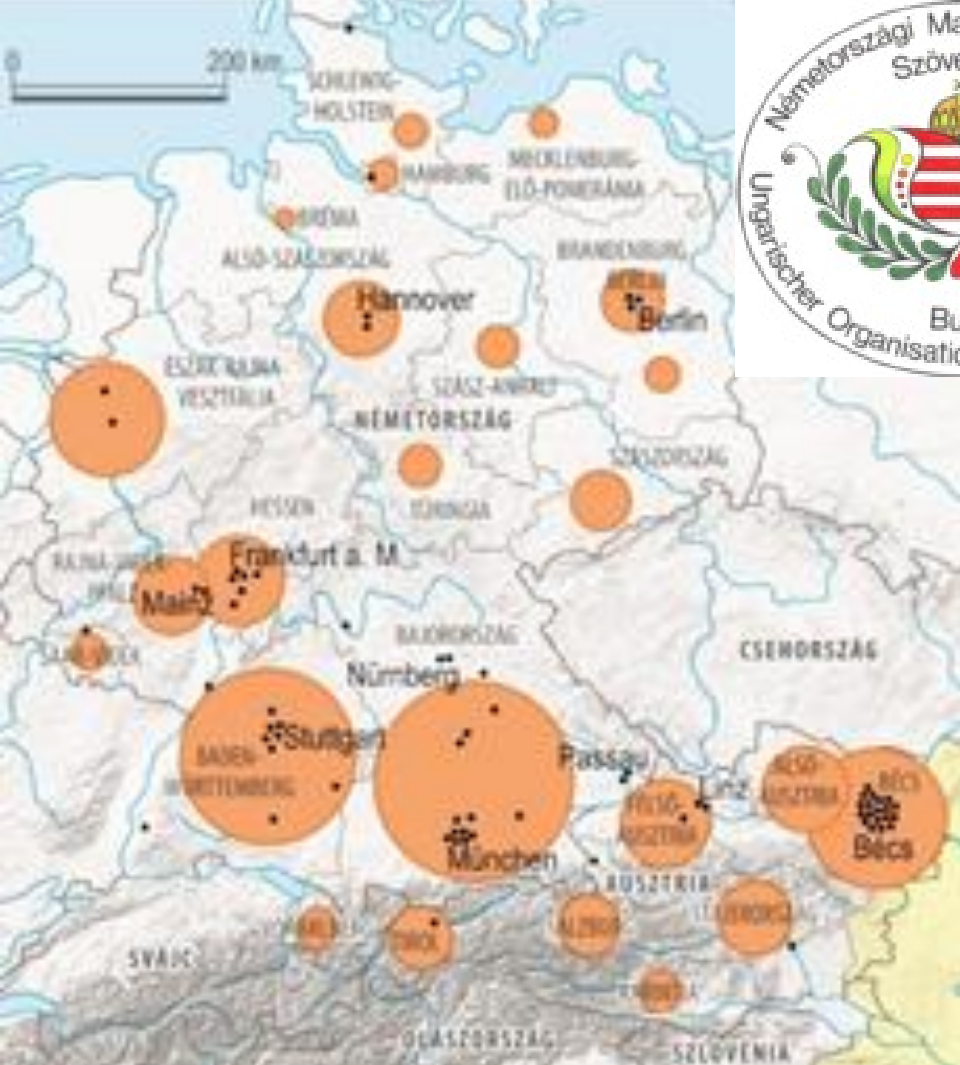 0
200 km
SCHLEWIG-
HOLSTEIN
HAMBURG
MECKLENBURG-
ELŐ-POMERÁNIA
BRÉMA
ALSÓ-SZÁSZORSZÁG
BRANDENBURG
BERLIN
Hannover
Berlin
ÉSZAK-RAJNA-
VESZTFÁLIA
SZÁSZ-ANHALT
NÉMETORSZÁG
SZÁSZORSZÁG
HESSEN
TÜRINGIA
Frankfurt a. M.
Mainz
BAJORORSZÁG
CSEHORSZÁG
Nürnberg
Stuttgart
BADEN-
WÜRTTEMBERG
Passau
Linz
FELSŐ-
AUSZTRIA
ALSÓ-
AUSZTRIA
BÉCS
Bécs
München
AUSZTRIA
TIROL
SVÁJC
OLASZORSZÁG
SZLOVÉNIA
Németországi Ma
Szöve
Ungarischer Organisatio
Bu